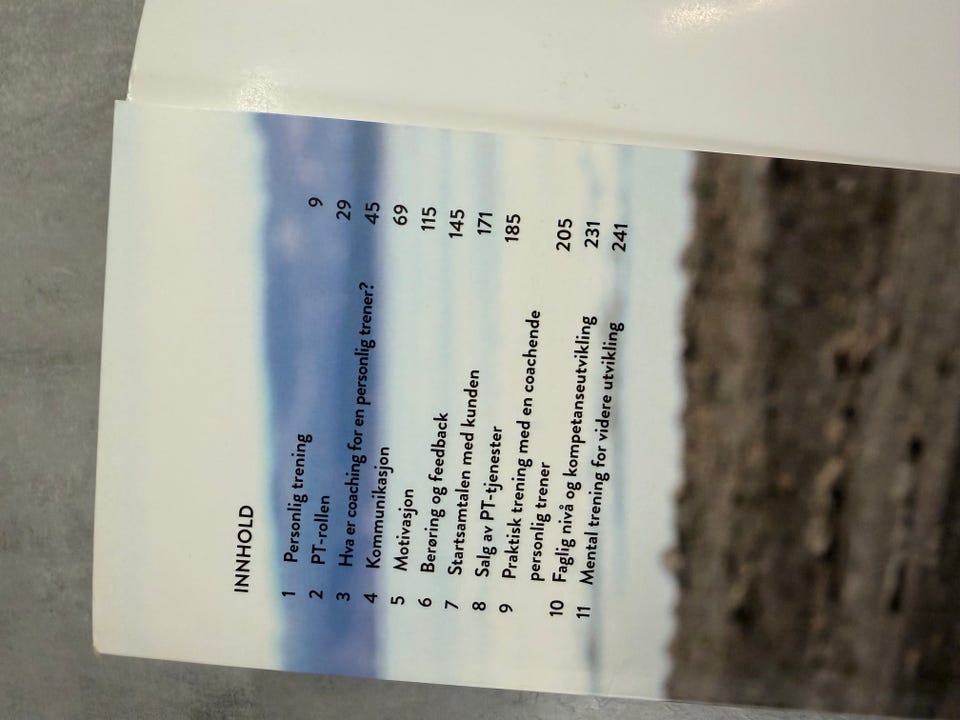 INNHOLD
1 Personlig trening 9
2 PT-rollen 29
3 Hva er coaching for en personlig trener? 45
4 Kommunikasjon 69
5 Motivasjon 115
6 Berøring og feedback 145
7 Startsamtalen med kunden 171
8 Salg av PT-tjenester 185
9 Praktisk trening med en coachende
personlig trener 205
10 Faglig nivå og kompetanseutvikling 231
11 Mental trening for videre utvikling 241